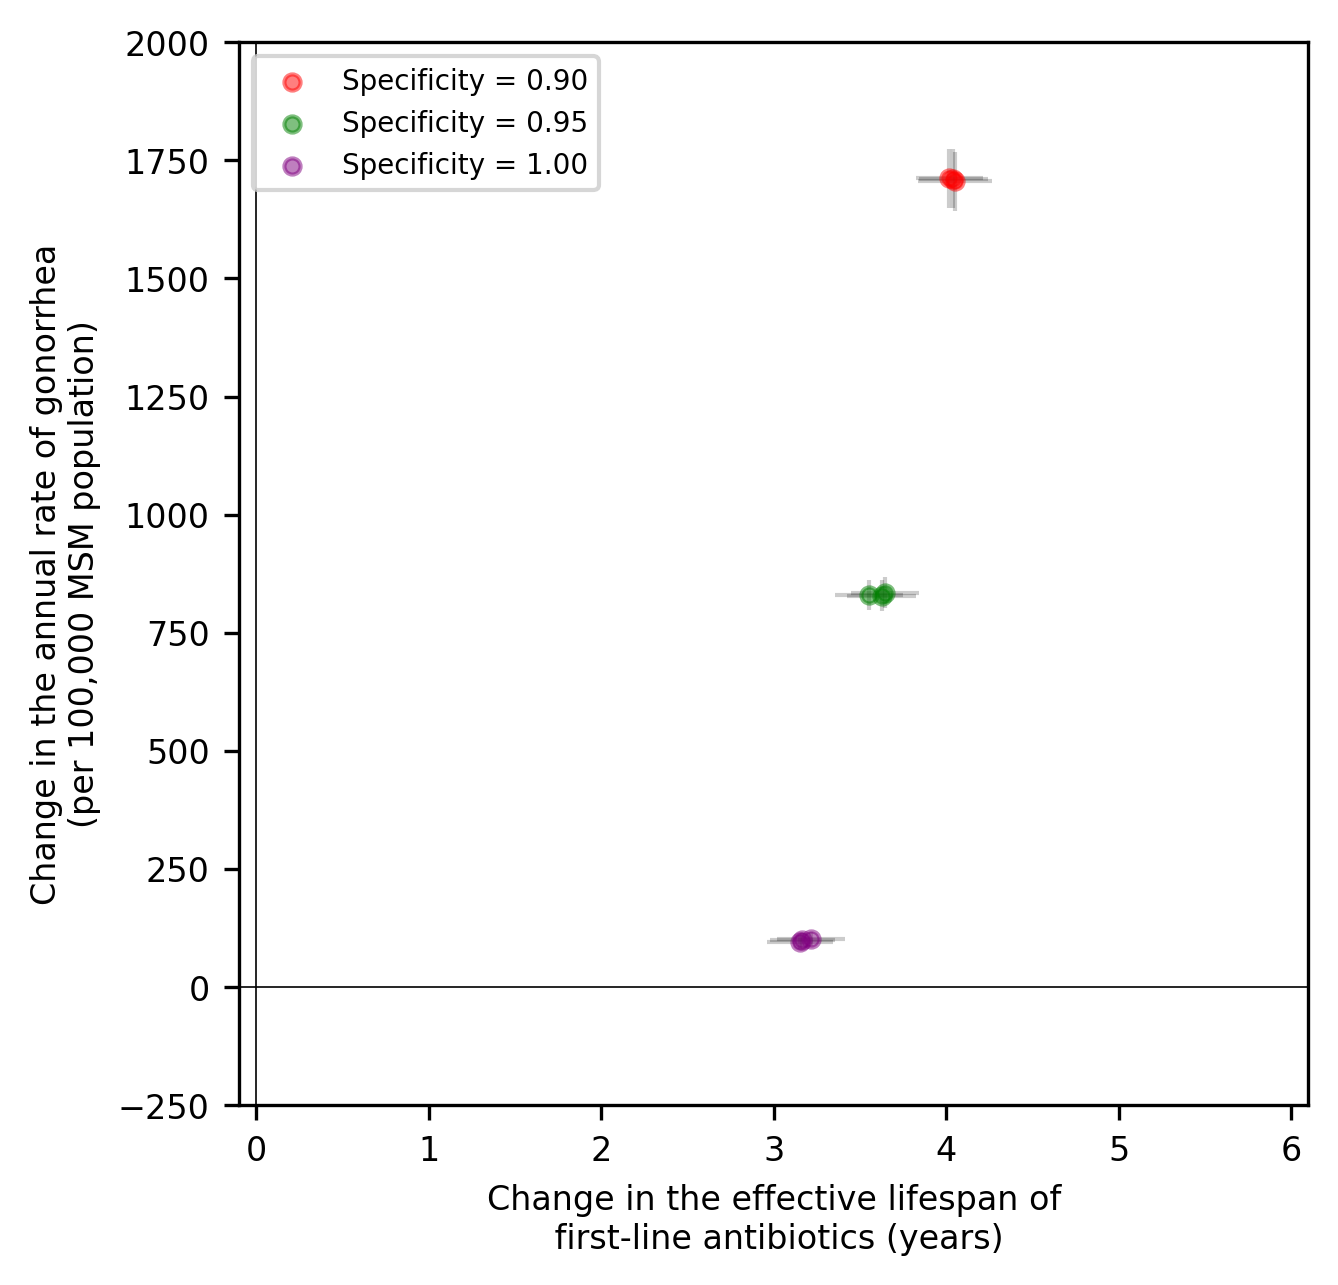 2000
1750
1500
1250
1000
750
500
250
0
−250
Change in the annual rate of gonorrhea
(per 100,000 MSM population)
Specificity = 0.90
Specificity = 0.95
Specificity = 1.00
0 1 2 3 4 5 6
Change in the effective lifespan of
first-line antibiotics (years)